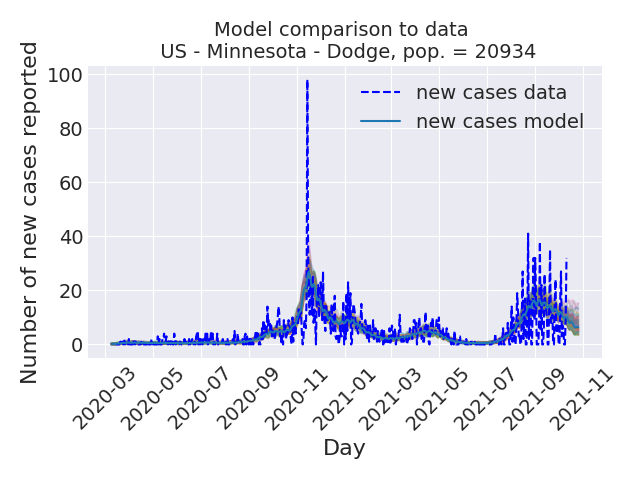 Model comparison to data
US - Minnesota - Dodge, pop. = 20934
Number of new cases reported
100
80
60
40
20
0
new cases data
new cases model
2020-03
2020-05
2020-07
2020-09
2020-11
2021-01
2021-03
2021-05
2021-07
2021-09
2021-11
Day